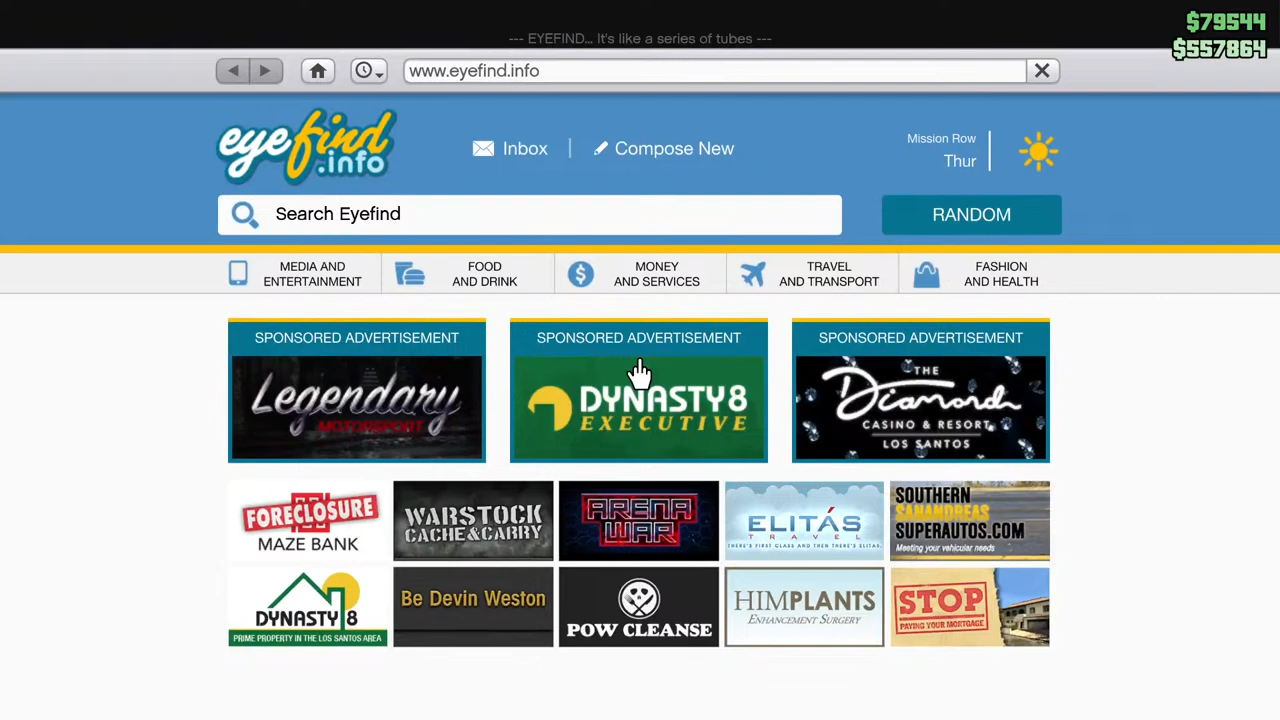 $79544
--- EYEFIND... It's like a series of tubes ---
$557864
www.eyefind.info
eyefind
.info
Inbox
Compose New
Mission Row
Thur
Search Eyefind
RANDOM
MEDIA AND
ENTERTAINMENT
FOOD
AND DRINK
MONEY
AND SERVICES
TRAVEL
AND TRANSPORT
FASHION
AND HEALTH
SPONSORED ADVERTISEMENT
Legendary
MOTORSPORT
SPONSORED ADVERTISEMENT
DYNASTY8
EXECUTIVE
SPONSORED ADVERTISEMENT
THE
Diamond
CASINO & RESORT
LOS SANTOS
FORECLOSURE
MAZE BANK
WARSTOCK
CACHE&CARRY
ARENA
WAR
ELITÁS
TRAVEL
THERE'S FIRST CLASS AND THEN THERE'S ELITÁS.
SOUTHERN
SANANDREAS
SUPERAUTOS.COM
Meeting your vehicular needs
DYNASTY 8
PRIME PROPERTY IN THE LOS SANTOS AREA
Be Devin Weston
POW CLEANSE
HIMPLANTS
ENHANCEMENT SURGERY
STOP
PAYING YOUR MORTGAGE